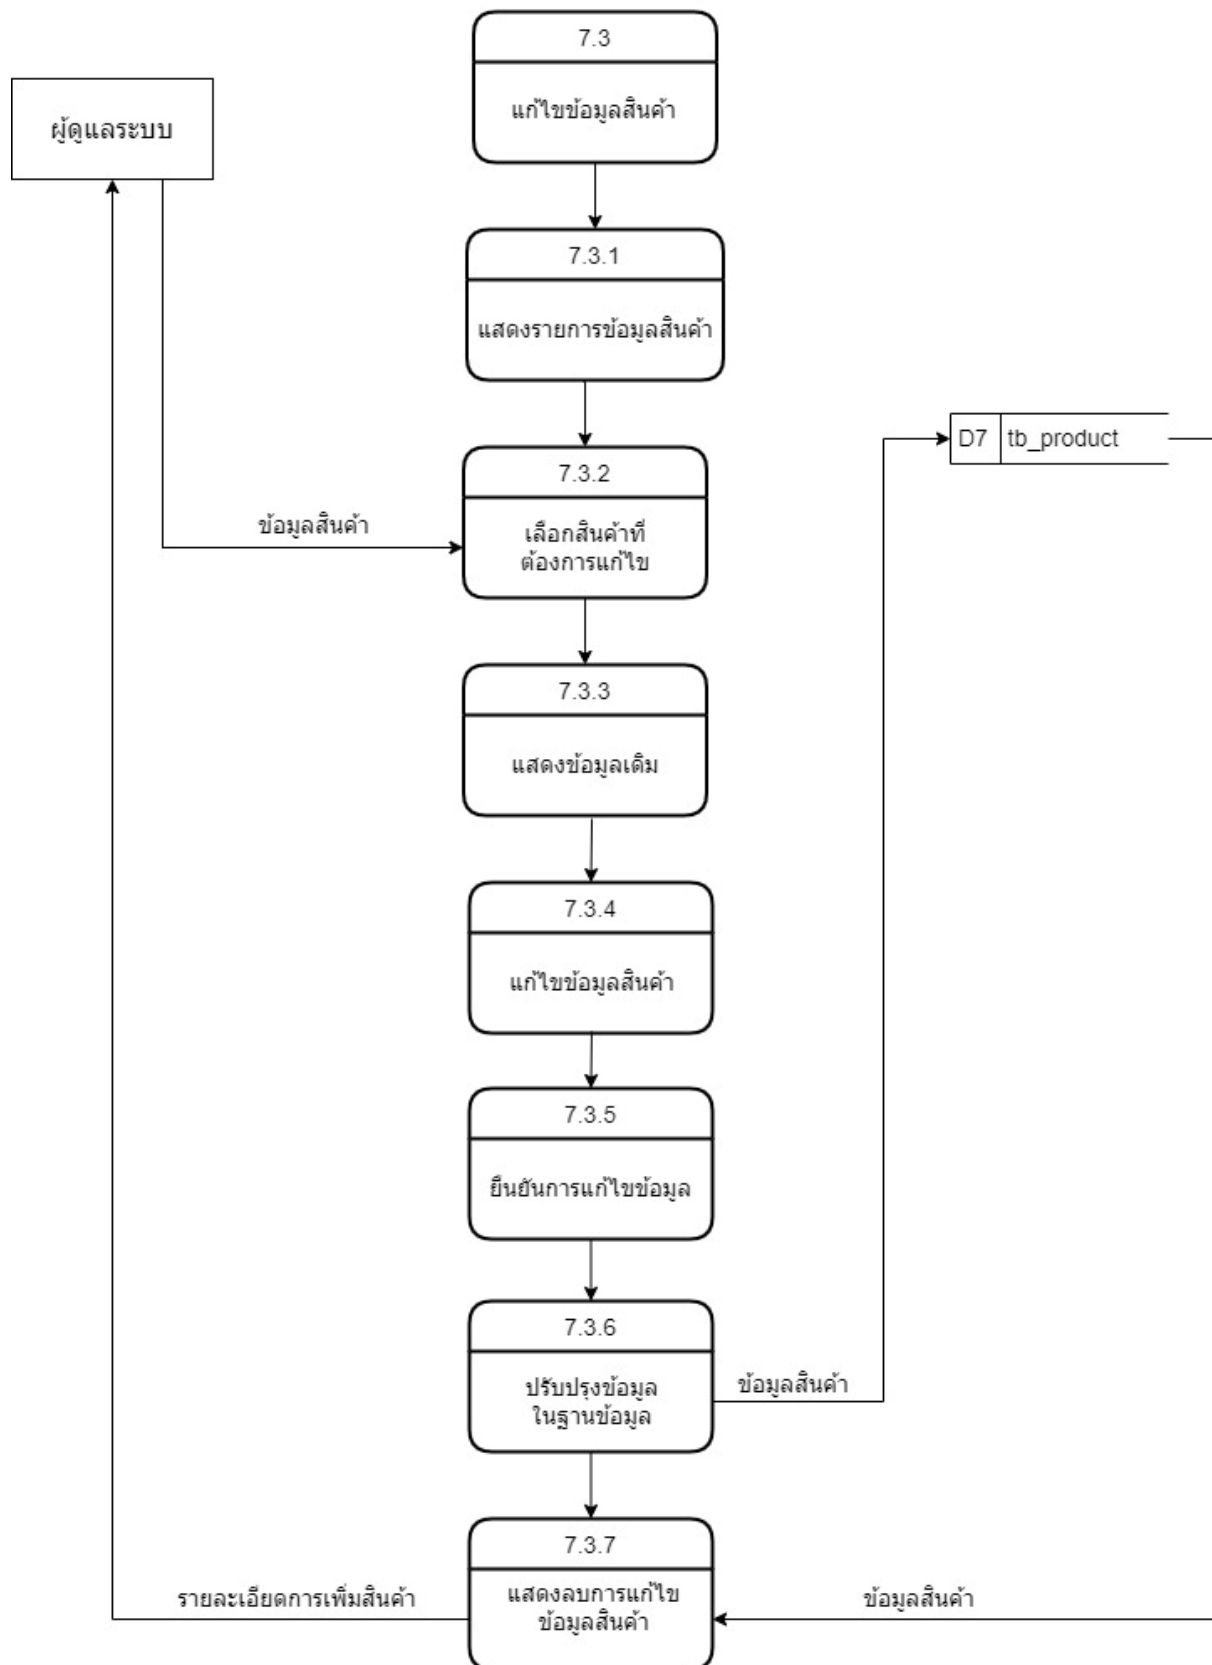 7.3
แก้ไขข้อมูลสินค้า
ผู้ดูแลระบบ
7.3.1
แสดงรายการข้อมูลสินค้า
D7 tb_product
7.3.2
ข้อมูลสินค้า
เลือกสินค้าที่
ต้องการแก้ไข
7.3.3
แสดงข้อมูลเดิม
7.3.4
แก้ไขข้อมูลสินค้า
7.3.5
ยืนยันการแก้ไขข้อมูล
7.3.6
ปรับปรุงข้อมูล
ในฐานข้อมูล
ข้อมูลสินค้า
7.3.7
รายละเอียดการเพิ่มสินค้า
แสดงลบการแก้ไข
ข้อมูลสินค้า
ข้อมูลสินค้า